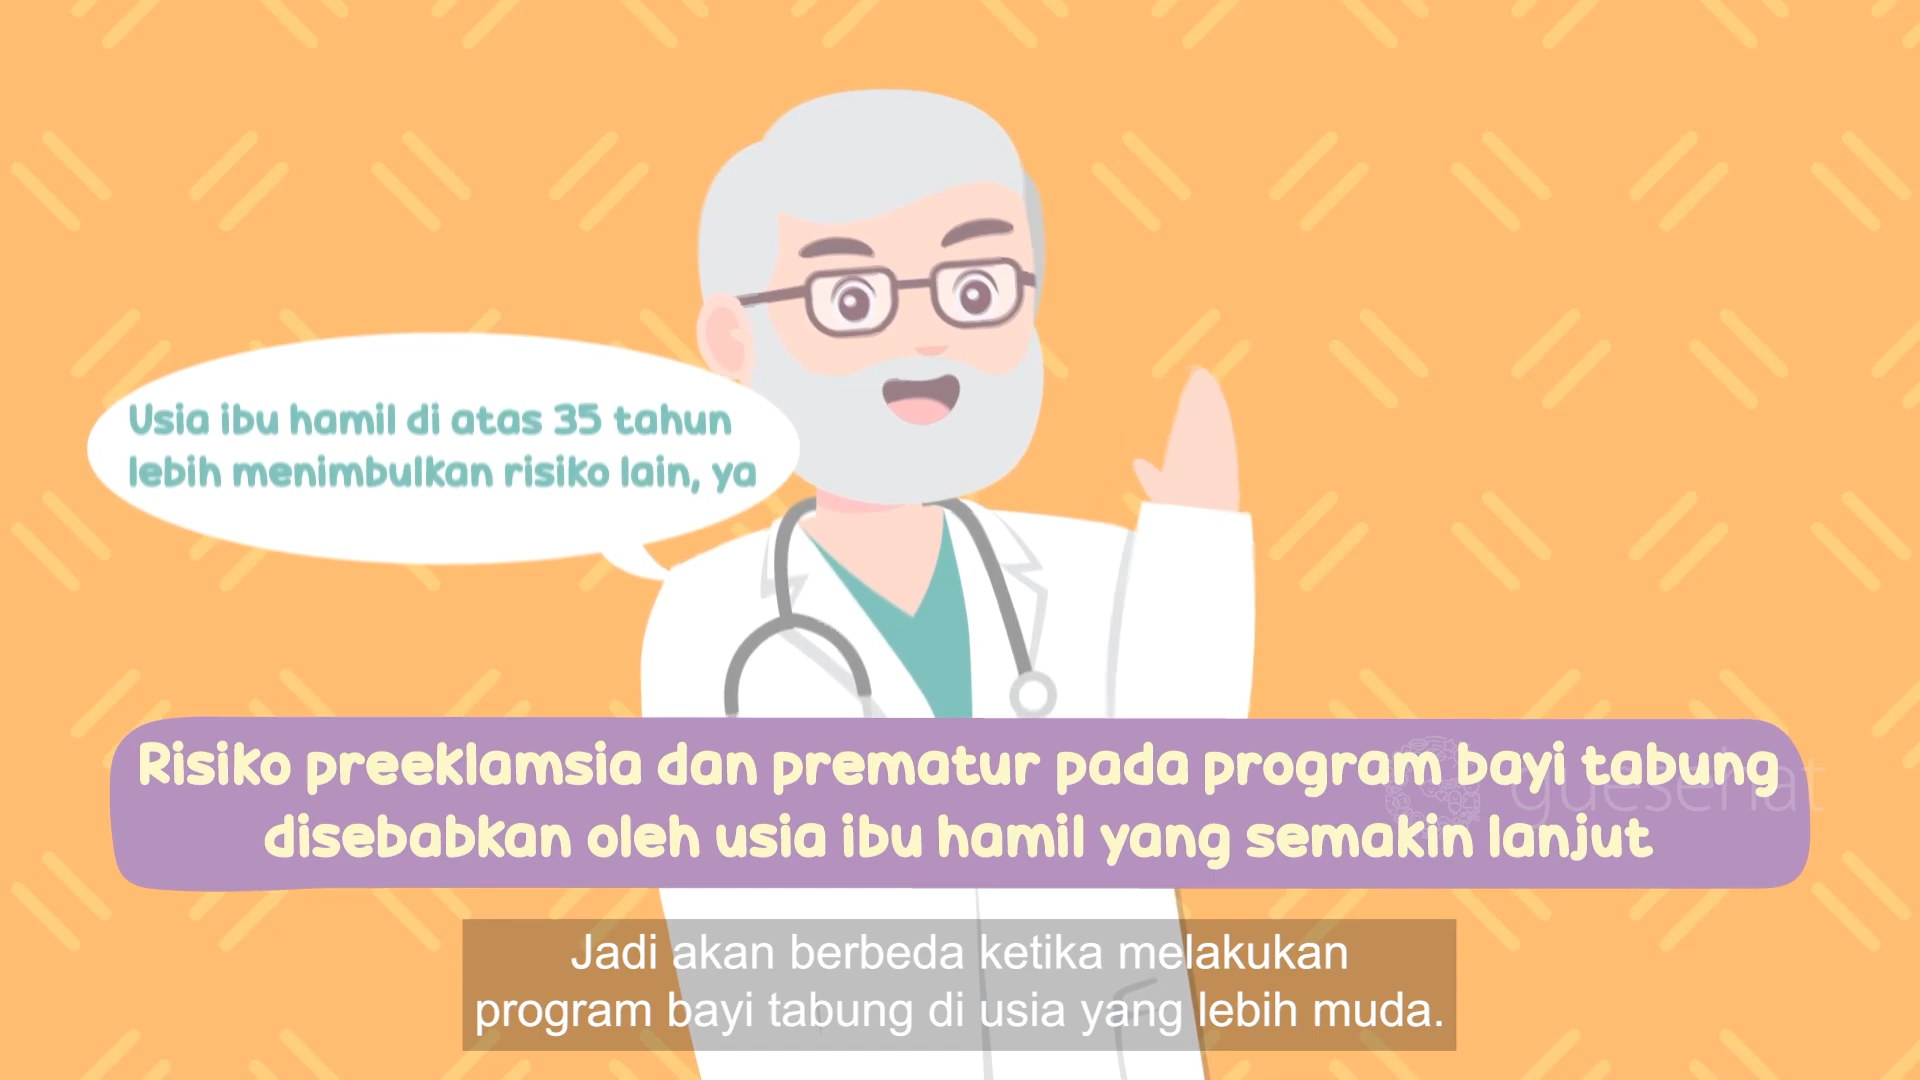 Usia ibu hamil di atas 35 tahun
lebih menimbulkan risiko lain, ya
Risiko preeklamsia dan prematur pada program bayi tabung
disebabkan oleh usia ibu hamil yang semakin lanjut
guesehat
Jadi akan berbeda ketika melakukan
program bayi tabung di usia yang lebih muda.